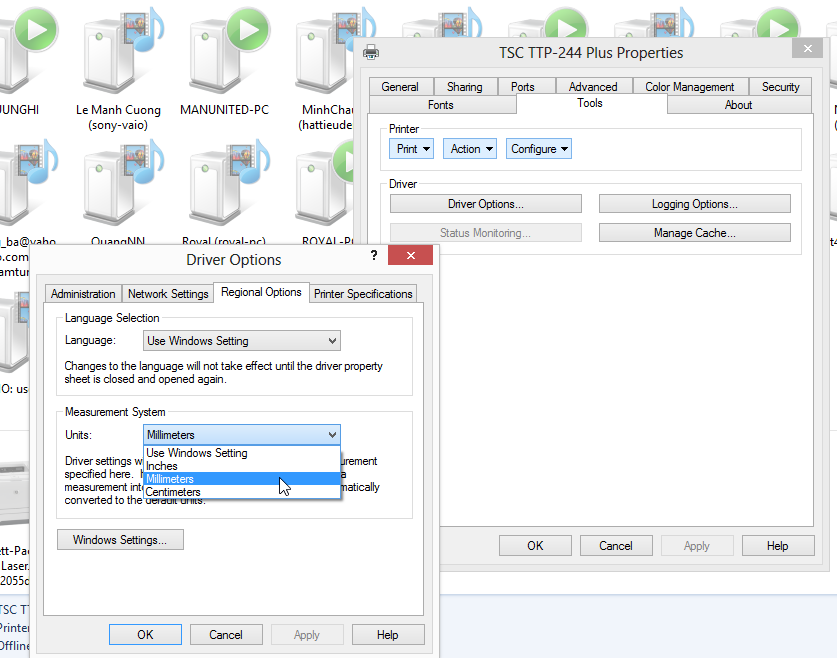 JUNGHI
Le Manh Cuong
(sony-vaio)
MANUNITED-PC
MinhChau
(hattieude
TSC TTP-244 Plus Properties
General
Sharing
Ports
Advanced
Color Management
Security
Fonts
Tools
About
Printer
Print
Action
Configure
Driver
Driver Options...
Logging Options...
Status Monitoring...
Manage Cache...
OK
Cancel
Apply
Help
_ba@yaho
o.com
amtur
QuangNN
Royal (royal-pc)
ROYAL-P
Driver Options
?
Administration
Network Settings
Regional Options
Printer Specifications
Language Selection
Language:
Use Windows Setting
Changes to the language will not take effect until the driver property
sheet is closed and opened again.
Measurement System
Units:
Millimeters
Use Windows Setting
Inches
Millimeters
Centimeters
Driver settings w
urement
specified here.
a
measurement int
matically
converted to the default units.
Windows Settings...
OK
Cancel
Apply
Help
O: us
ett-Pa
Laser
2055d
TSC TT
Printer
Offline